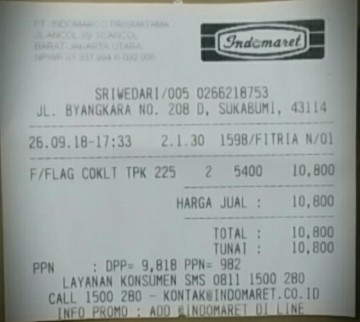 PT. INDOMARCO PRISMATAMA
JL.ANCOL I/9-10 ANCOL
BARAT-JAKARTA UTARA
Indomaret
SRIWEDARI/005 0266218753
JL. BYANGKARA NO. 208 D, SUKABUMI, 43114
26.09.18-17:33 2.1.30 1598/FITRIA N/01
F/FLAG COKLT TPK 225 2 5400 10,800
HARGA JUAL : 10,800
TOTAL : 10,800
TUNAI : 10,800
PPN : DPP= 9,818 PPN= 982
LAYANAN KONSUMEN SMS 0811 1500 280
CALL 1500 280 - KONTAK@INDOMARET.CO.ID
INFO PROMO : ADD @INDOMARET DI LINE